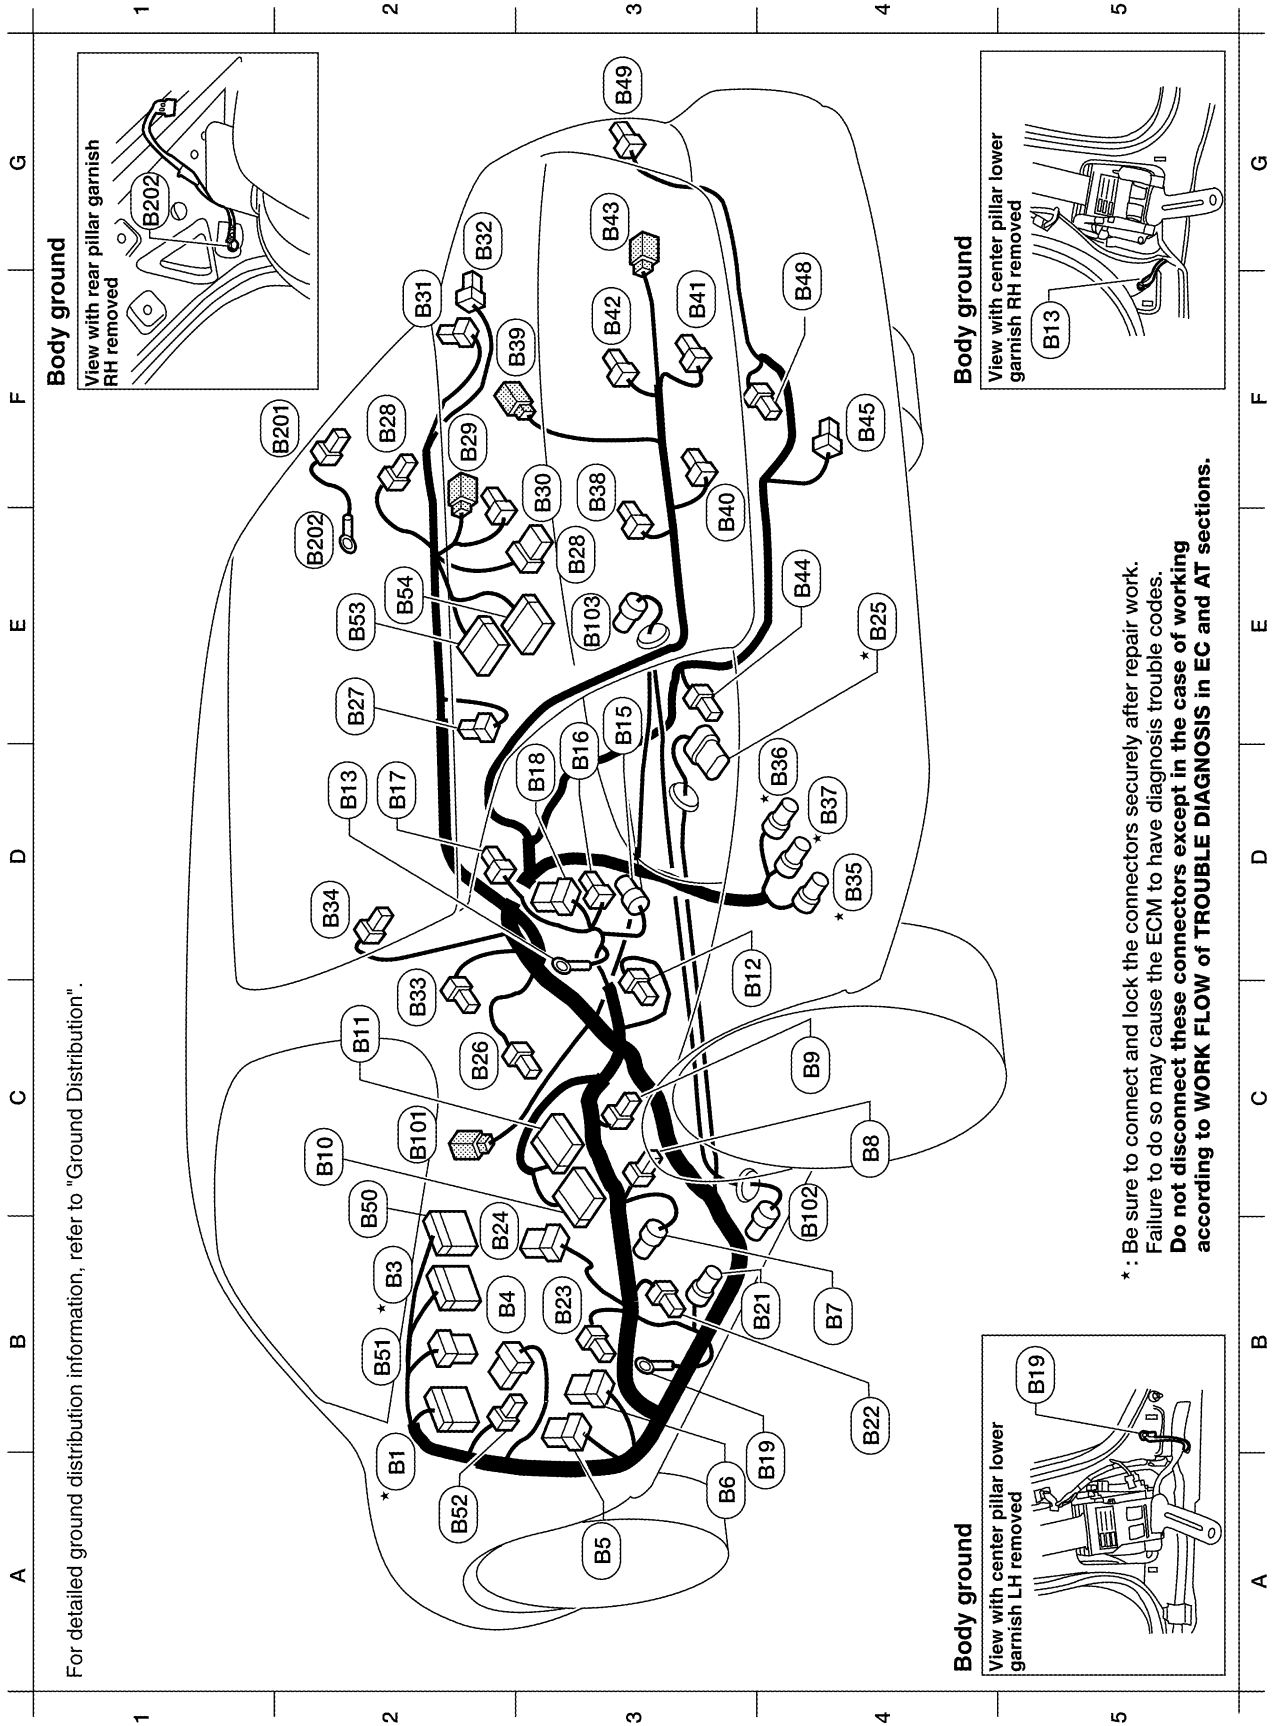 For detailed ground distribution information, refer to "Ground Distribution".
A
B
C
D
E
F
G
1
2
3
4
5
Body ground
View with rear pillar garnish
RH removed
B202
B201
B202
B28
B31
B32
B29
B39
B30
B28
B53
B54
B27
B13
B17
B34
B33
B26
B11
B101
B10
B50
B24
★ B3
B4
B51
B23
★ B1
B52
B5
B6
B19
B22
B7
B21
B102
B8
B9
B12
B18
B16
B15
B103
B38
B40
B42
B41
B43
B49
B48
B45
B44
★ B25
★ B36
★ B37
★ B35
Body ground
View with center pillar lower
garnish LH removed
B19
★ : Be sure to connect and lock the connectors securely after repair work.
Failure to do so may cause the ECM to have diagnosis trouble codes.
Do not disconnect these connectors except in the case of working
according to WORK FLOW of TROUBLE DIAGNOSIS in EC and AT sections.
Body ground
View with center pillar lower
garnish RH removed
B13
A
B
C
D
E
F
G
1
2
3
4
5